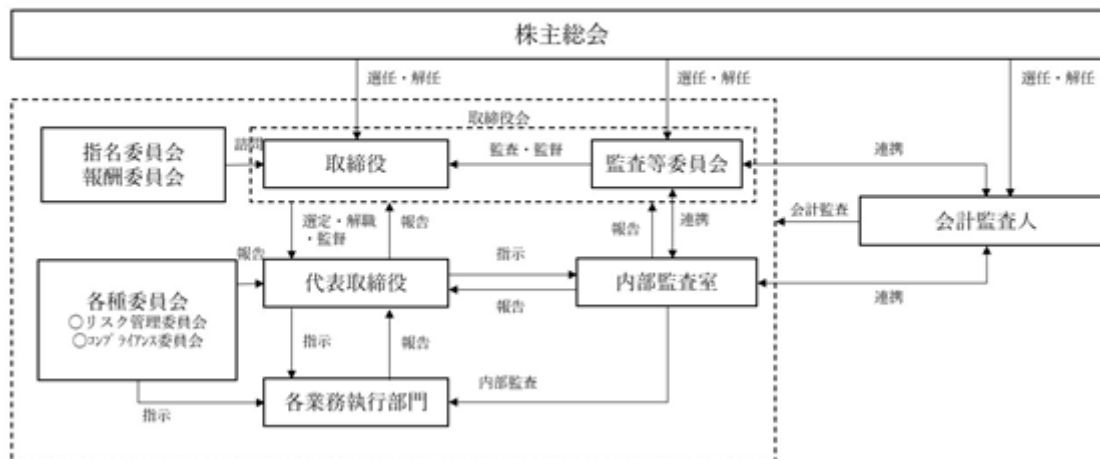 株主総会
選任・解任
選任・解任
選任・解任
取締役会
指名委員会
報酬委員会
取締役
監査・監督
監査等委員会
連携
会計監査
会計監査人
選定・解職
・監督
報告
報告
連携
報告
指示
代表取締役
報告
内部監査室
連携
各種委員会
○リスク管理委員会
○コンプライアンス委員会
指示
報告
内部監査
各業務執行部門
指示